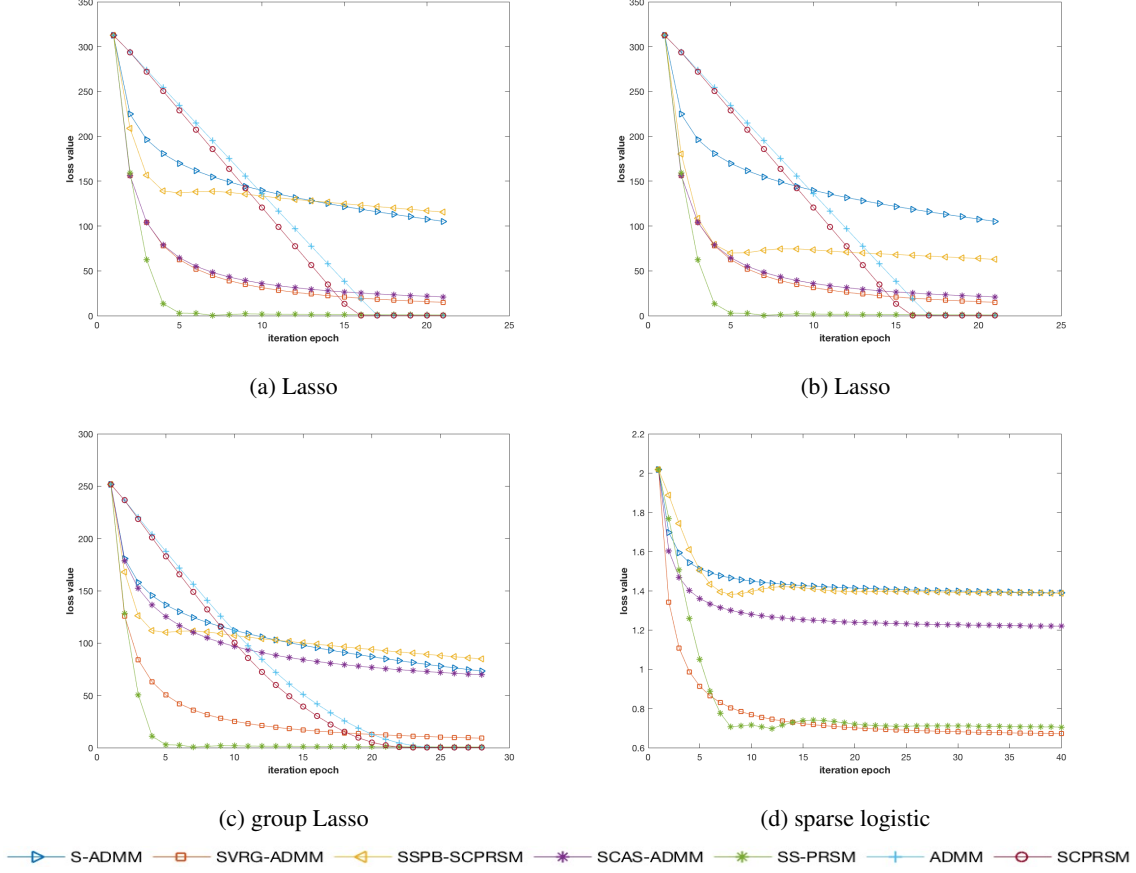 350
300
250
200
150
100
50
0
loss value
0 5 10 15 20 25
iteration epoch
(a) Lasso
350
300
250
200
150
100
50
0
loss value
0 5 10 15 20 25
iteration epoch
(b) Lasso
300
250
200
150
100
50
0
loss value
0 5 10 15 20 25 30
iteration epoch
(c) group Lasso
2.2
2
1.8
1.6
1.4
1.2
1
0.8
0.6
loss value
0 5 10 15 20 25 30 35 40
iteration epoch
(d) sparse logistic
S-ADMM SVRG-ADMM SSPB-SCPRSM SCAS-ADMM SS-PRSM ADMM SCPRSM